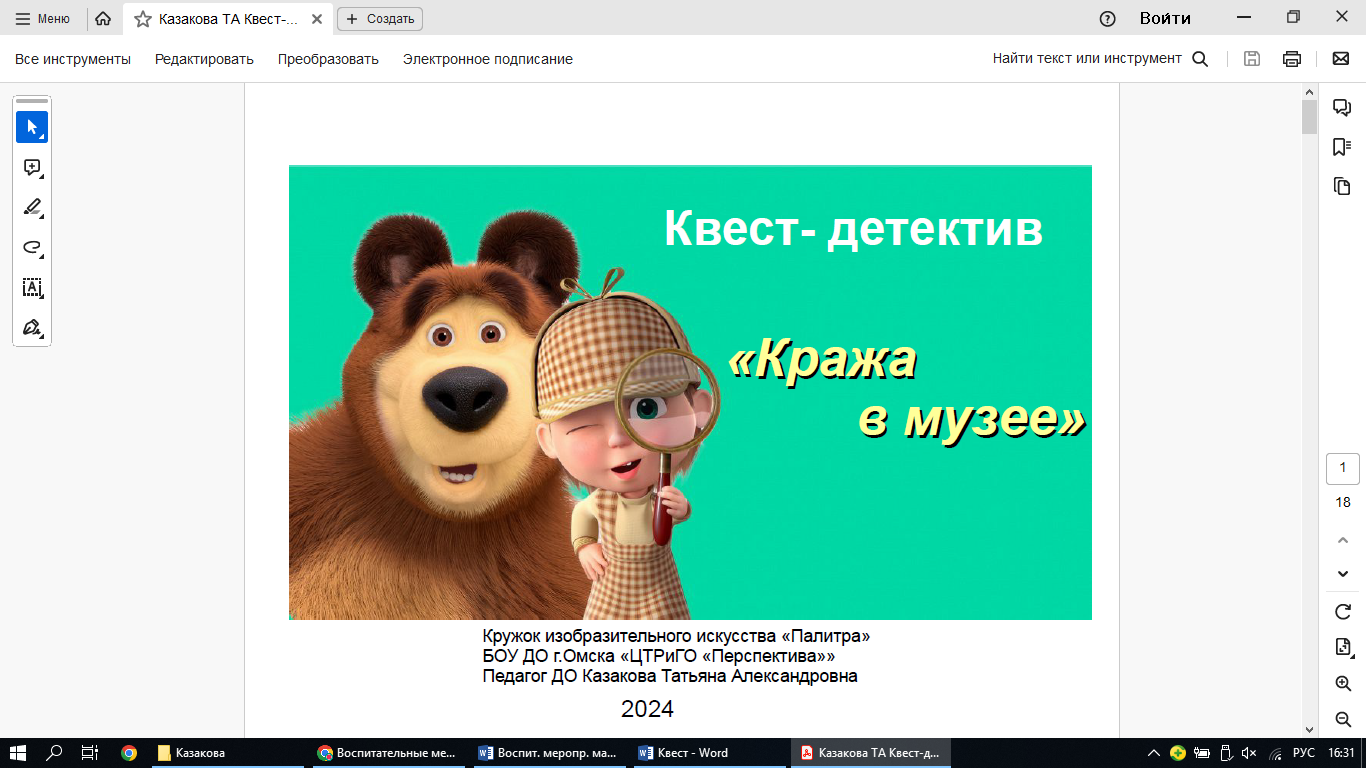 Меню
Казакова ТА Квест-...
Создать
Войти
Все инструменты
Редактировать
Преобразовать
Электронное подписание
Найти текст или инструмент
Квест- детектив
«Кража
в музее»
Кружок изобразительного искусства «Палитра»
БОУ ДО г.Омска «ЦТРиГО «Перспектива»»
Педагог ДО Казакова Татьяна Александровна
2024
1
18
Казакова
Воспитательные ме...
Воспит. меропр. ма...
Квест - Word
Казакова ТА Квест-д...
РУС
16:31